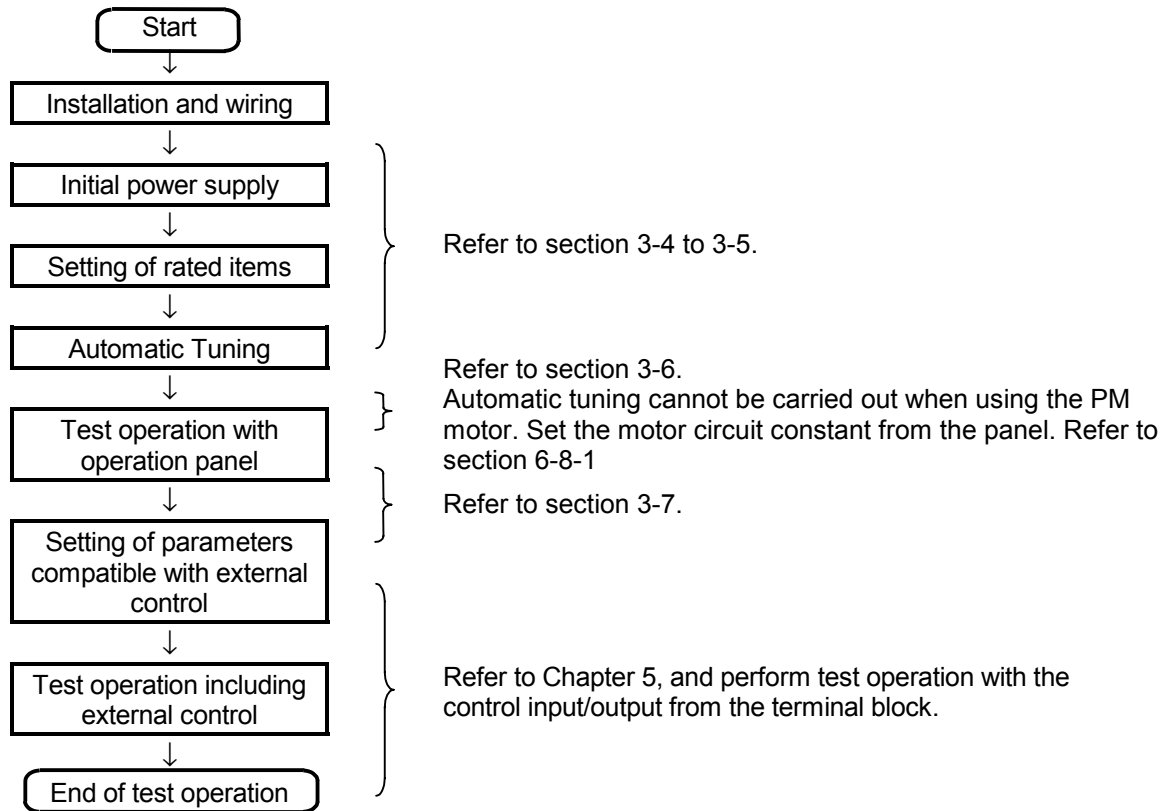 Start
↓
Installation and wiring
↓
Initial power supply
↓
Setting of rated items
↓
Automatic Tuning
↓
Test operation with
operation panel
↓
Setting of parameters
compatible with external
control
↓
Test operation including
external control
↓
End of test operation
Refer to section 3-4 to 3-5.
Refer to section 3-6.
Automatic tuning cannot be carried out when using the PM
motor. Set the motor circuit constant from the panel. Refer to
section 6-8-1
Refer to section 3-7.
Refer to Chapter 5, and perform test operation with the
control input/output from the terminal block.